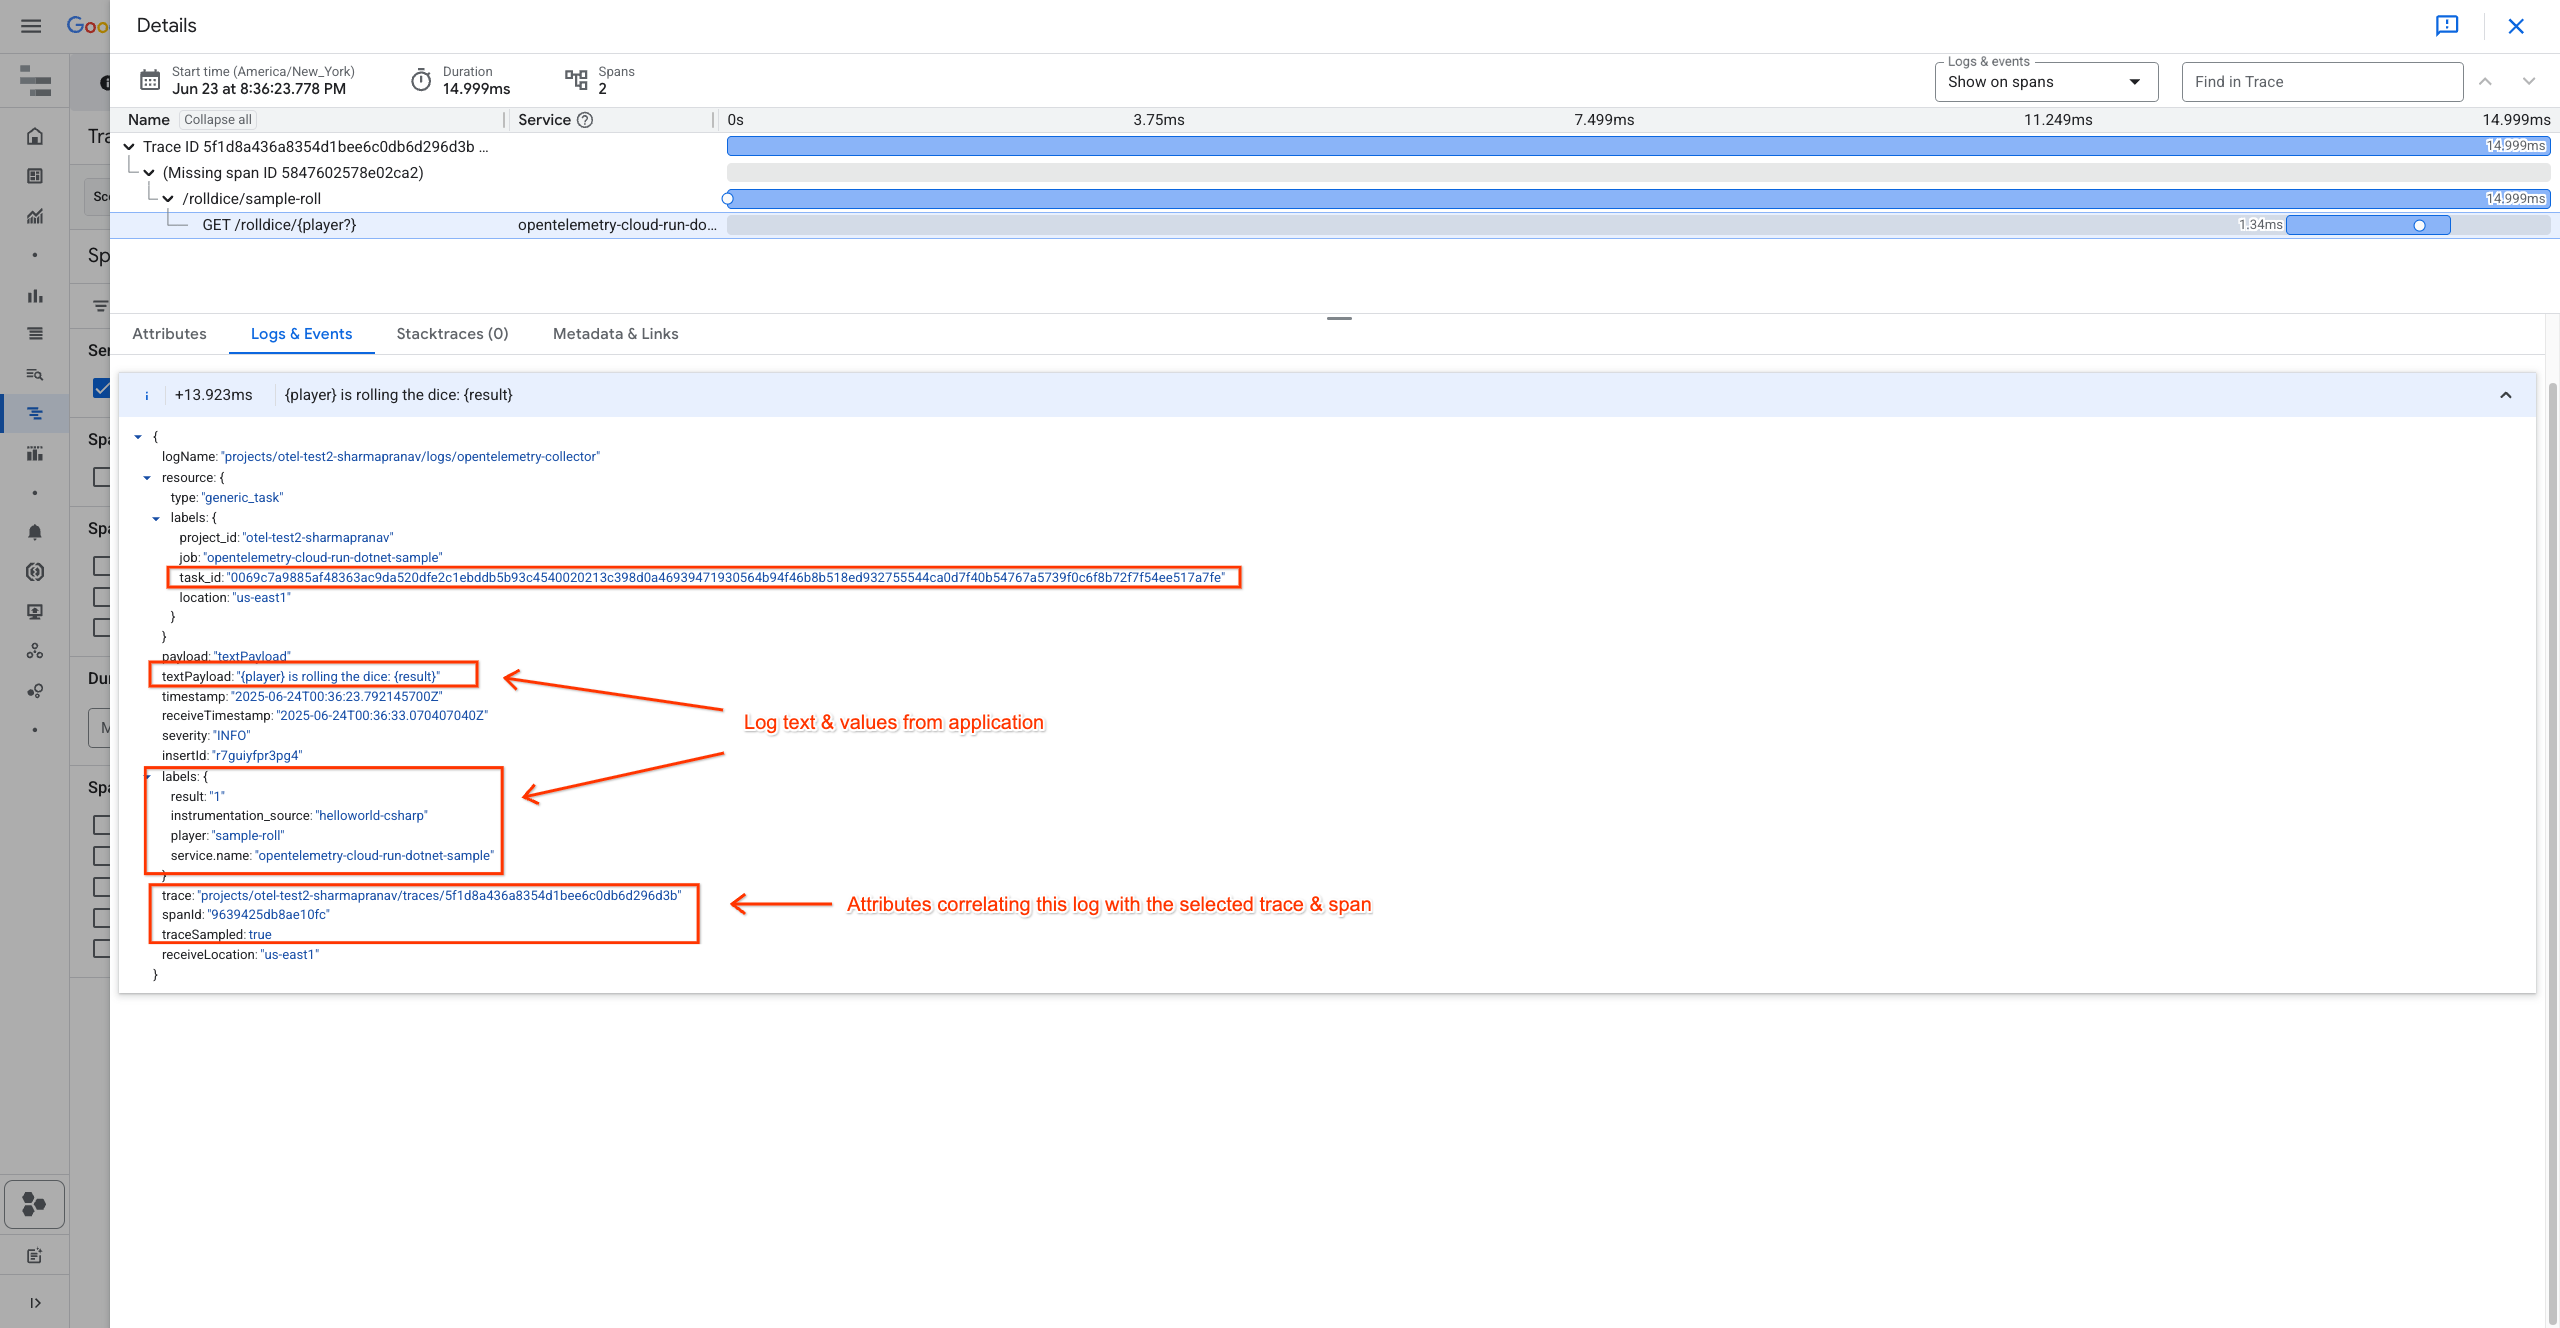 Goo
Details
Start time (America/New_York)
Jun 23 at 8:36:23.778 PM
Duration
14.999ms
Spans
2
Logs & events
Show on spans
Find in Trace
Name Collapse all Service 0s 3.75ms 7.499ms 11.249ms 14.999ms
Trace ID 5f1d8a436a8354d1bee6c0db6d296d3b ... 14.999ms
(Missing span ID 5847602578e02ca2)
/rolldice/sample-roll 14.999ms
GET /rolldice/{player?} opentelemetry-cloud-run-do... 1.34ms
Tra
Sco
Sp
Ser
Spa
Spa
Dur
M
Spa
Attributes Logs & Events Stacktraces (0) Metadata & Links
i +13.923ms {player} is rolling the dice: {result}
{
logName: "projects/otel-test2-sharmapranav/logs/opentelemetry-collector"
resource: {
type: "generic_task"
labels: {
project_id: "otel-test2-sharmapranav"
job: "opentelemetry-cloud-run-dotnet-sample"
task_id: "0069c7a9885af48363ac9da520dfe2c1ebddb5b93c4540020213c398d0a46939471930564b94f46b8b518ed932755544ca0d7f40b54767a5739f0c6f8b72f7f54ee517a7fe"
location: "us-east1"
}
}
payload: "textPayload"
textPayload: "{player} is rolling the dice: {result}"
timestamp: "2025-06-24T00:36:23.792145700Z"
receiveTimestamp: "2025-06-24T00:36:33.070407040Z"
severity: "INFO"
insertId: "r7guiyfpr3pg4"
labels: {
result: "1"
instrumentation_source: "helloworld-csharp"
player: "sample-roll"
service.name: "opentelemetry-cloud-run-dotnet-sample"
}
trace: "projects/otel-test2-sharmapranav/traces/5f1d8a436a8354d1bee6c0db6d296d3b"
spanId: "9639425db8ae10fc"
traceSampled: true
receiveLocation: "us-east1"
}
Log text & values from application
Attributes correlating this log with the selected trace & span